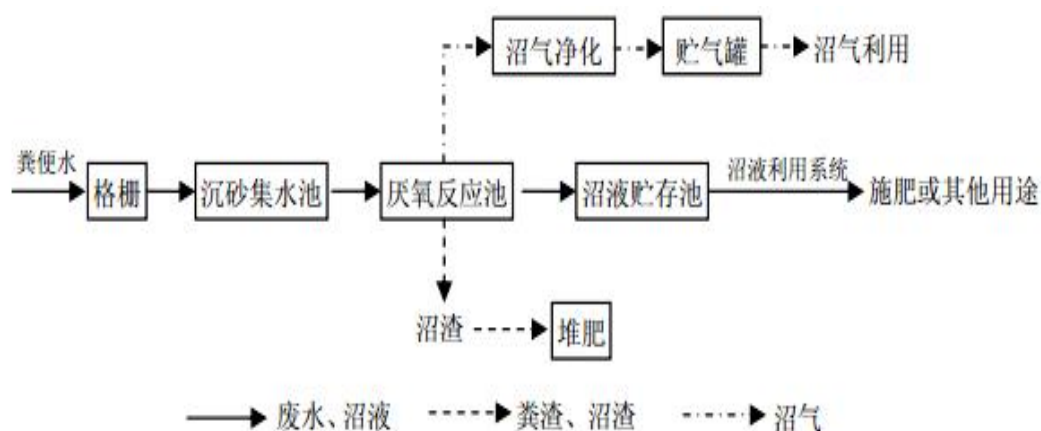 沼气净化
贮气罐
沼气利用
粪便水
格栅
沉砂集水池
厌氧反应池
沼液贮存池
沼液利用系统
施肥或其他用途
沼渣
堆肥
废水、沼液
粪渣、沼渣
沼气